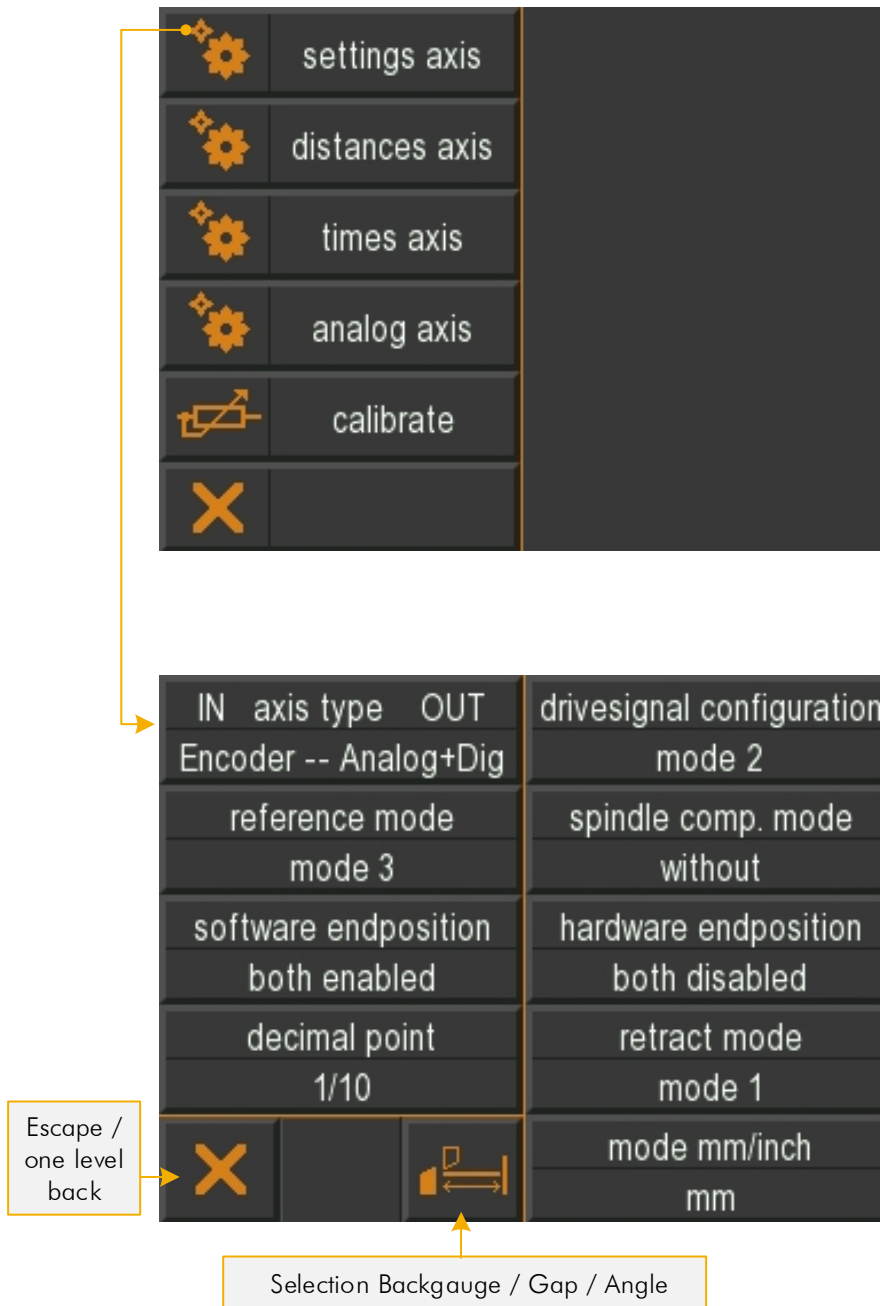 settings axis
distances axis
times axis
analog axis
calibrate
IN axis type OUT
Encoder -- Analog+Dig
drivesignal configuration
mode 2
reference mode
mode 3
spindle comp. mode
without
software endposition
both enabled
hardware endposition
both disabled
decimal point
1/10
retract mode
mode 1
mode mm/inch
mm
Escape /
one level
back
Selection Backgauge / Gap / Angle